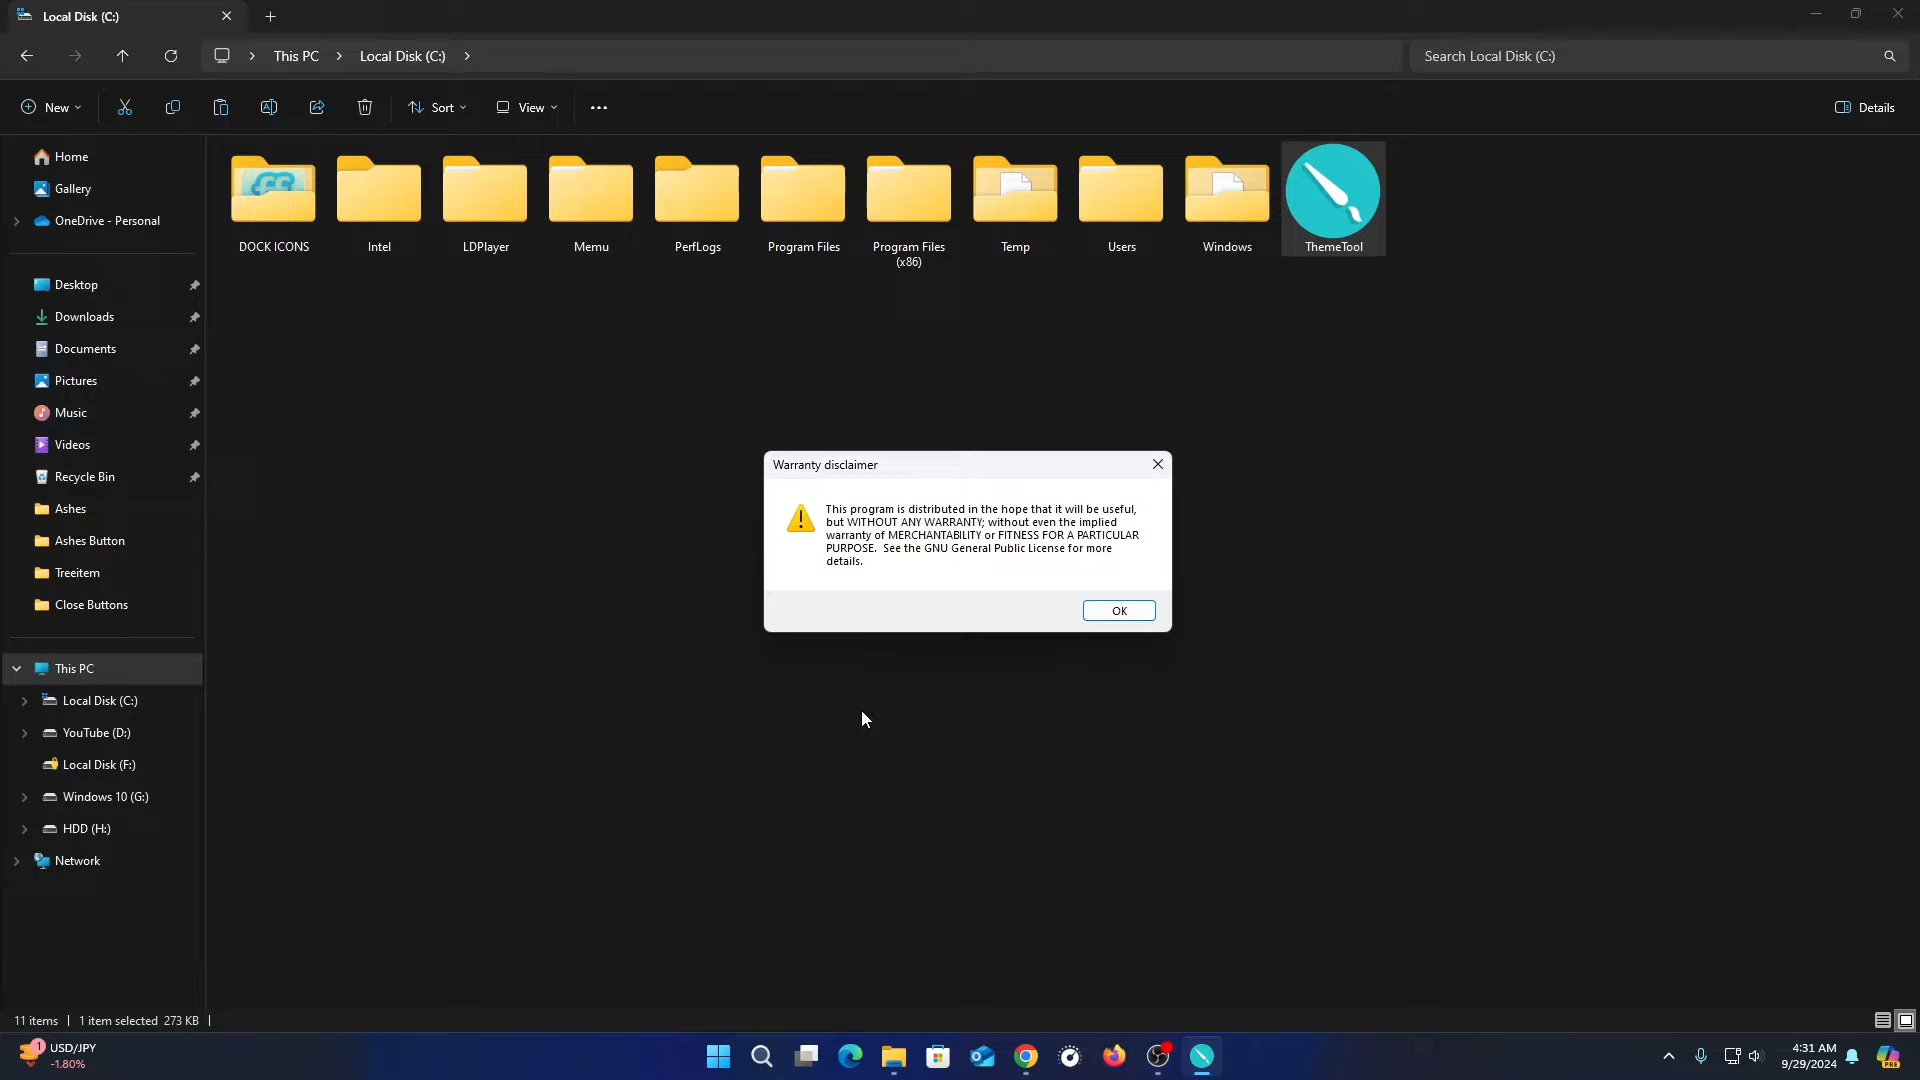 Local Disk (C:)
This PC
Local Disk (C:)
Search Local Disk (C:)
New
Sort
View
Details
Home
Gallery
OneDrive - Personal
Desktop
Downloads
Documents
Pictures
Music
Videos
Recycle Bin
Ashes
Ashes Button
Treeitem
Close Buttons
This PC
Local Disk (C:)
YouTube (D:)
Local Disk (F:)
Windows 10 (G:)
HDD (H:)
Network
DOCK ICONS
Intel
LDPlayer
Memu
PerfLogs
Program Files
Program Files
(x86)
Temp
Users
Windows
ThemeTool
Warranty disclaimer
This program is distributed in the hope that it will be useful,
but WITHOUT ANY WARRANTY; without even the implied
warranty of MERCHANTABILITY or FITNESS FOR A PARTICULAR
PURPOSE.  See the GNU General Public License for more
details.
OK
11 items
1 item selected 273 KB
1
USD/JPY
-1.80%
4:31 AM
9/29/2024
PRE